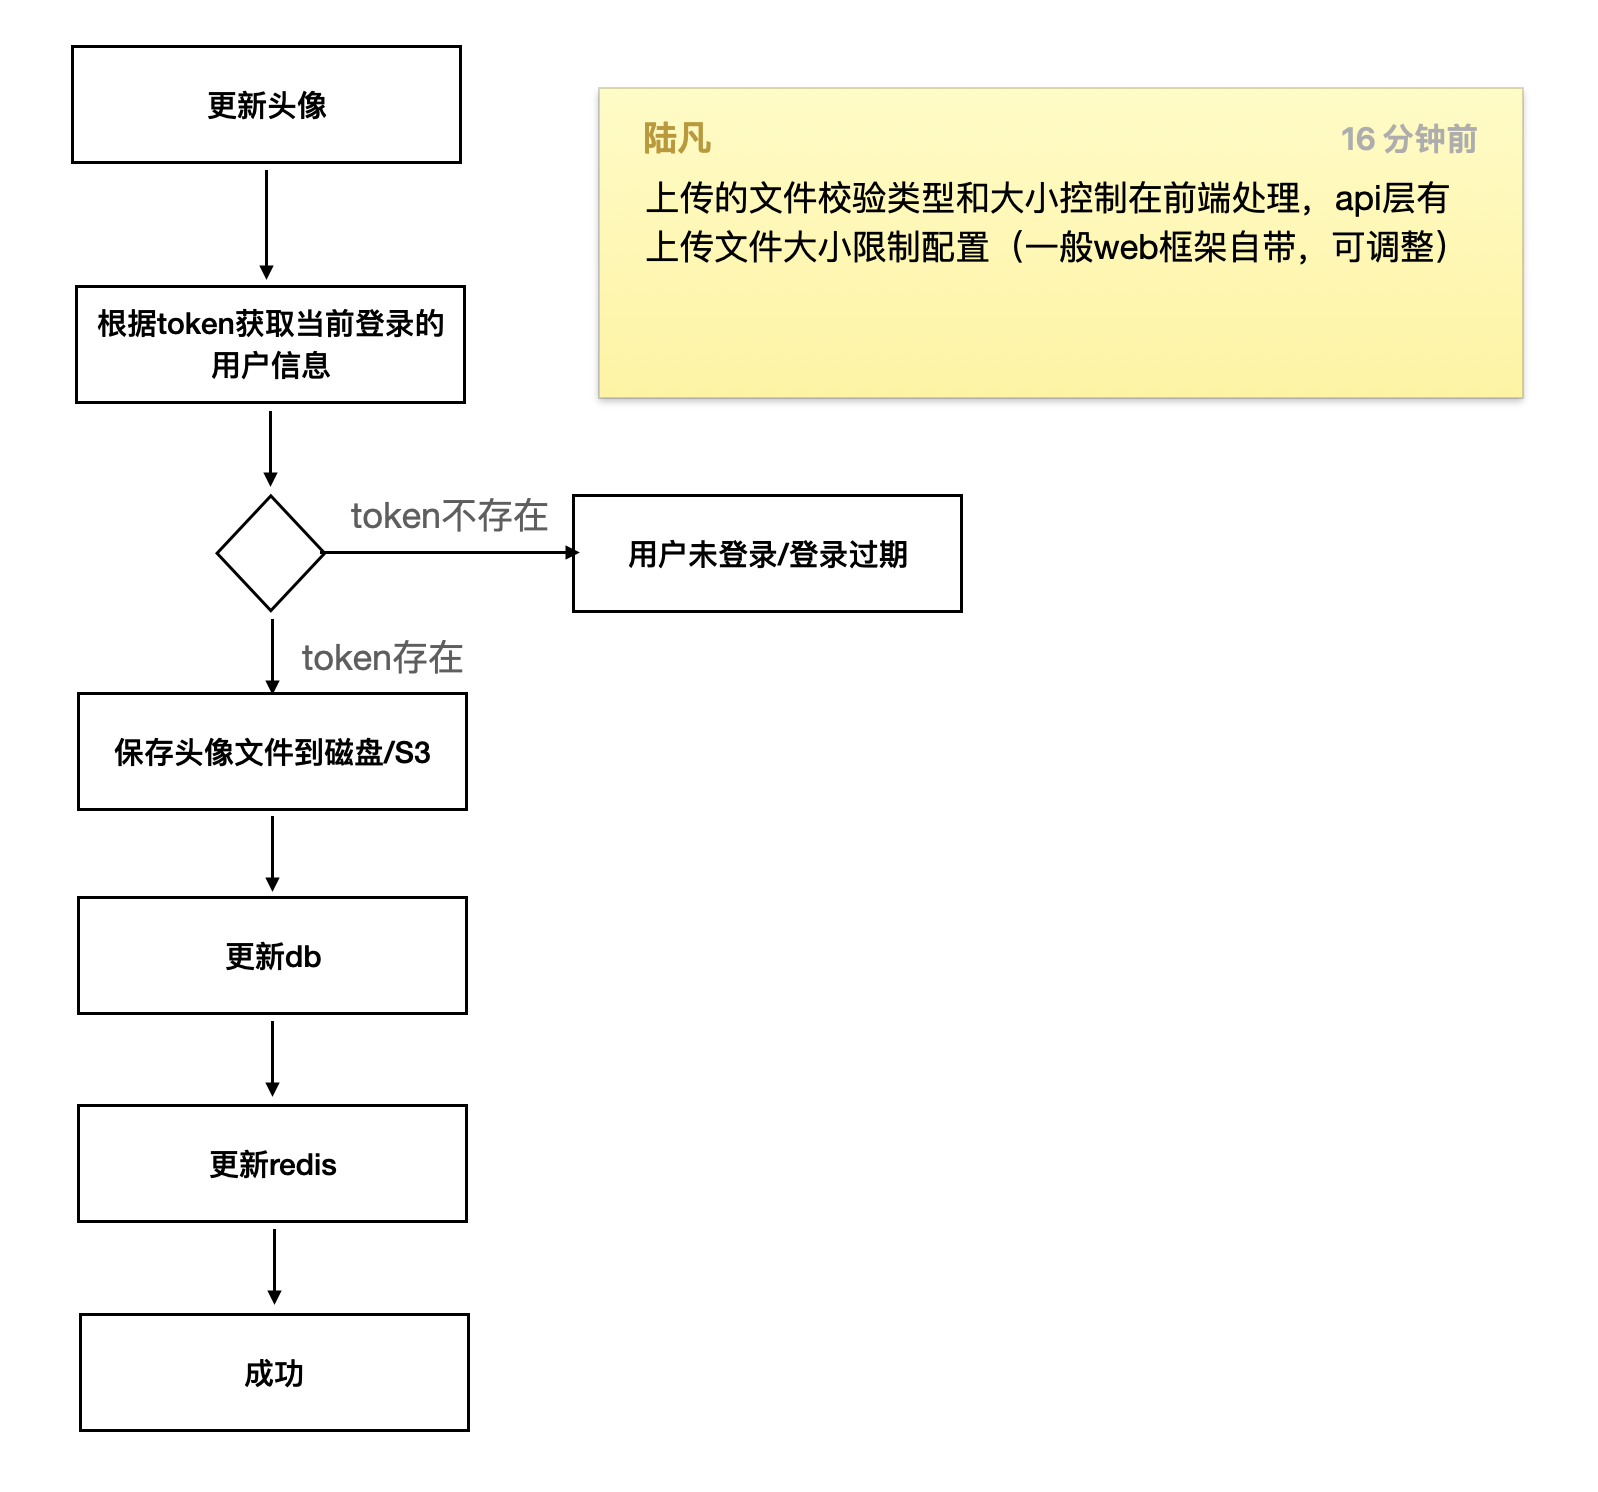 更新头像
陆凡
16 分钟前
上传的文件校验类型和大小控制在前端处理，api层有
上传文件大小限制配置（一般web框架自带，可调整）
根据token获取当前登录的
用户信息
token不存在
用户未登录/登录过期
token存在
保存头像文件到磁盘/S3
更新db
更新redis
成功